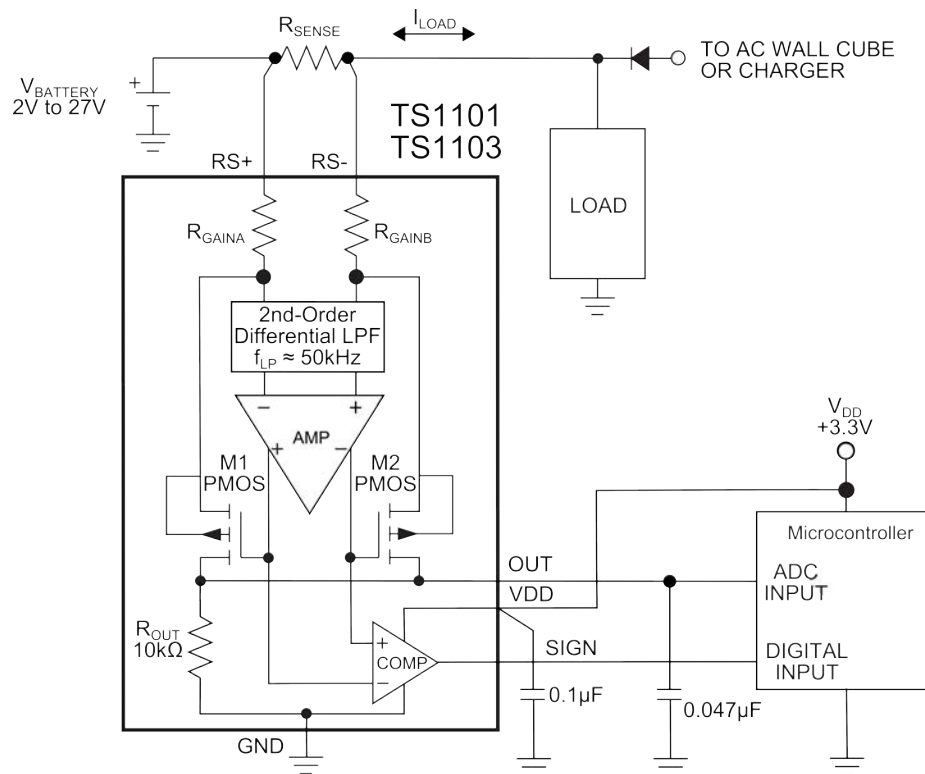 RSENSE
ILOAD
TO AC WALL CUBE
OR CHARGER
VBATTERY
2V to 27V
+
TS1101
TS1103
RS+
RS-
LOAD
RGAINA
RGAINB
2nd-Order
Differential LPF
fLP ≈ 50kHz
− +
AMP
+ −
M1
PMOS
M2
PMOS
VDD
+3.3V
Microcontroller
OUT
ADC
INPUT
VDD
ROUT
10kΩ
+
COMP
−
SIGN
DIGITAL
INPUT
0.1µF
0.047µF
GND